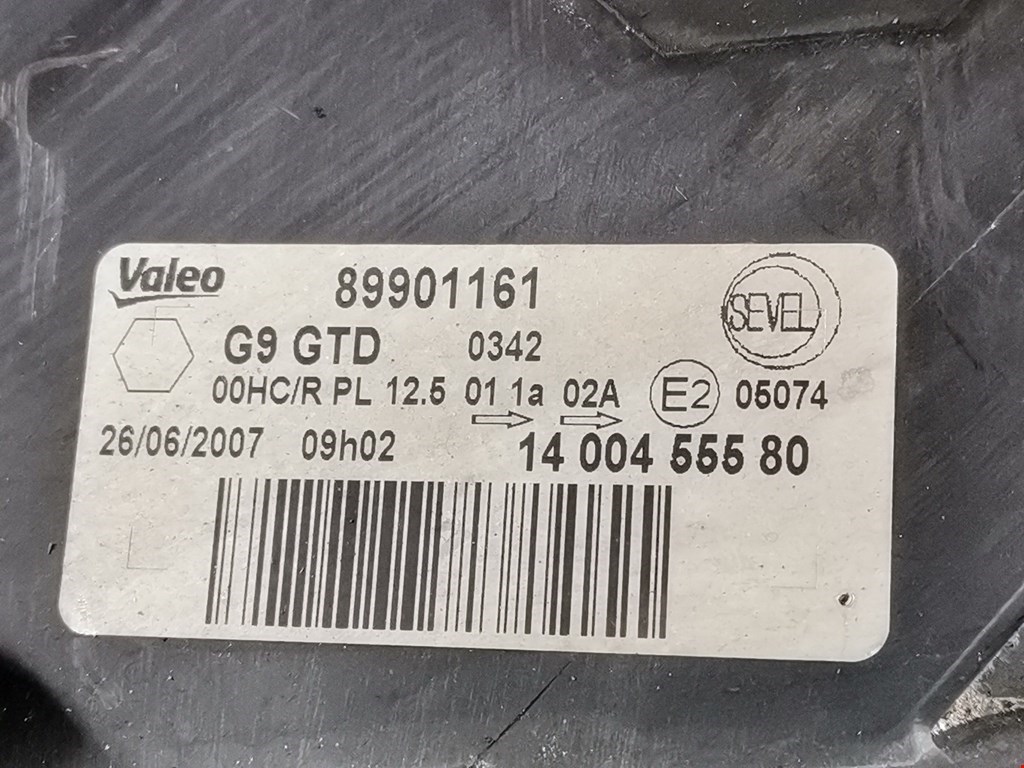 Valeo
89901161
SEVEL
G9 GTD 0342
00HC/R PL 12.5 01 1a 02A E2 05074
26/06/2007 09h02 14 004 555 80